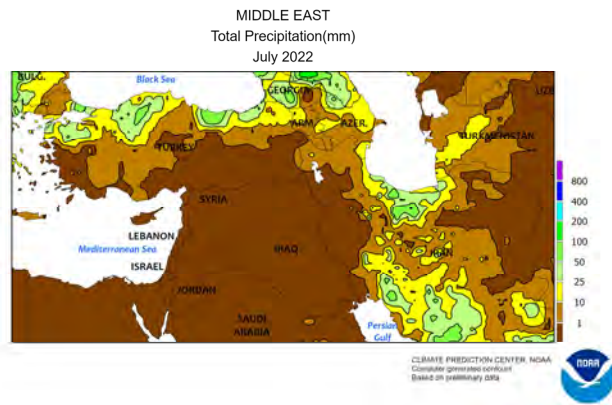 MIDDLE EAST
Total Precipitation(mm)
July 2022
BULG.
Black Sea
GEORGIA
UZB
ARM.
AZER.
TURKMENISTAN
TURKEY
SYRIA
LEBANON
Mediterranean Sea
ISRAEL
IRAQ
IRAN
JORDAN
SAUDI
ARABIA
Persian
Gulf
800
400
200
100
50
25
10
1
CLIMATE PREDICTION CENTER, NOAA
Computer generated contours
Based on preliminary data
NOAA